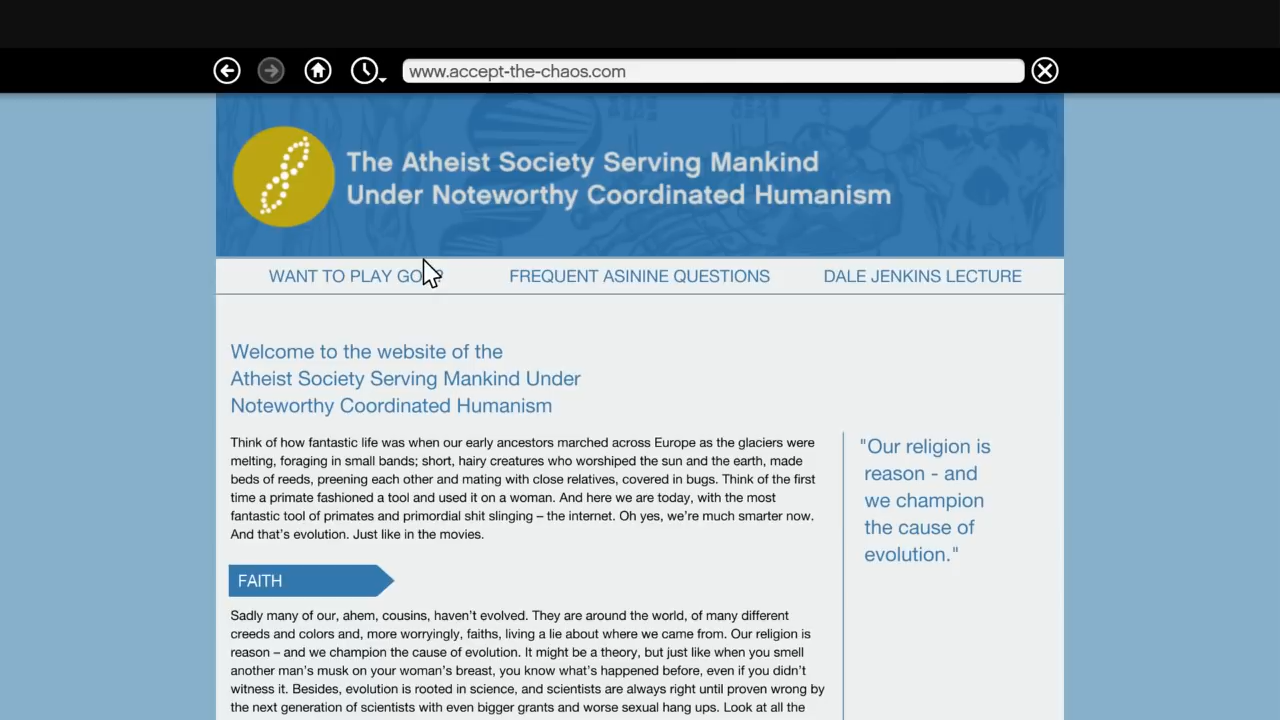 www.accept-the-chaos.com
The Atheist Society Serving Mankind
Under Noteworthy Coordinated Humanism
WANT TO PLAY
FREQUENT ASININE QUESTIONS
DALE JENKINS LECTURE
Welcome to the website of the
Atheist Society Serving Mankind Under
Noteworthy Coordinated Humanism
Think of how fantastic life was when our early ancestors marched across Europe as the glaciers were
melting, foraging in small bands; short, hairy creatures who worshiped the sun and the earth, made
beds of reeds, preening each other and mating with close relatives, covered in bugs. Think of the first
time a primate fashioned a tool and used it on a woman. And here we are today, with the most
fantastic tool of primates and primordial shit slinging – the internet. Oh yes, we're much smarter now.
And that's evolution. Just like in the movies.
"Our religion is
reason - and
we champion
the cause of
evolution."
FAITH
Sadly many of our, ahem, cousins, haven't evolved. They are around the world, of many different
creeds and colors and, more worryingly, faiths, living a lie about where we came from. Our religion is
reason – and we champion the cause of evolution. It might be a theory, but just like when you smell
another man's musk on your woman's breast, you know what's happened before, even if you didn't
witness it. Besides, evolution is rooted in science, and scientists are always right until proven wrong by
the next generation of scientists with even bigger grants and worse sexual hang ups. Look at all the